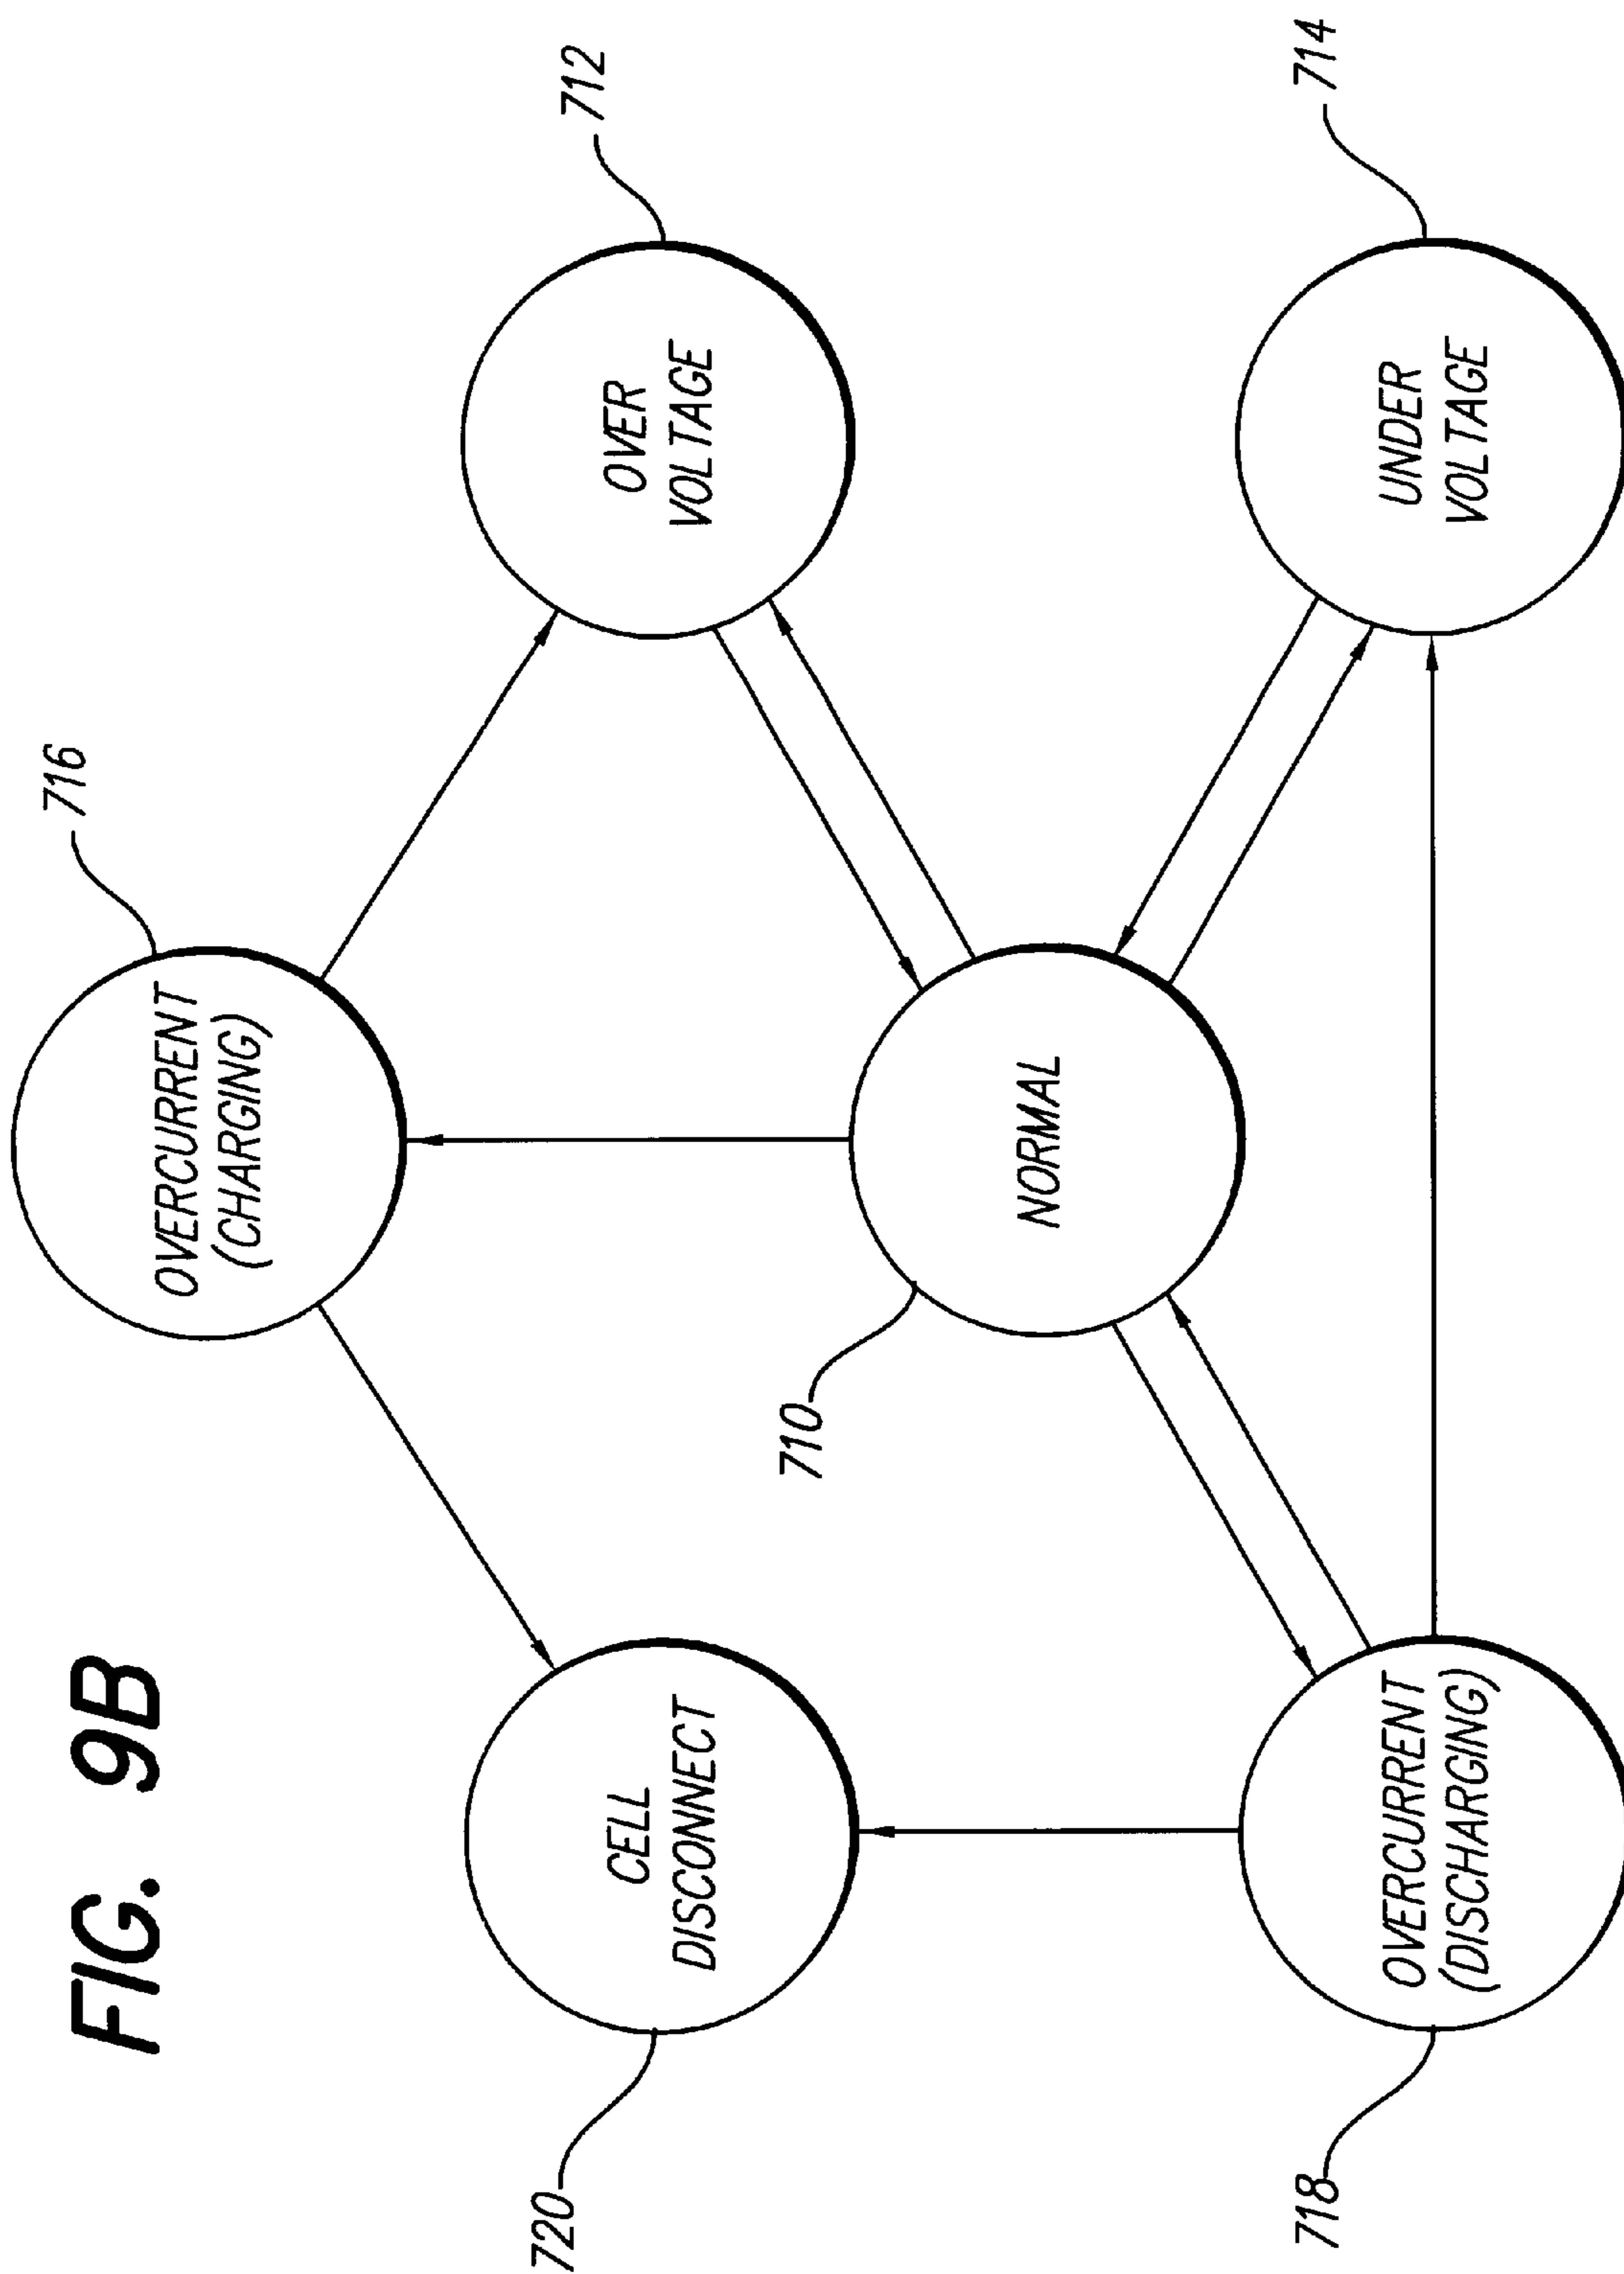 FIG. 9B
716
OVERCURRENT
(CHARGING)
720
CELL
DISCONNECT
OVER
VOLTAGE
712
710
NORMAL
718
OVERCURRENT
(DISCHARGING)
UNDER
VOLTAGE
714